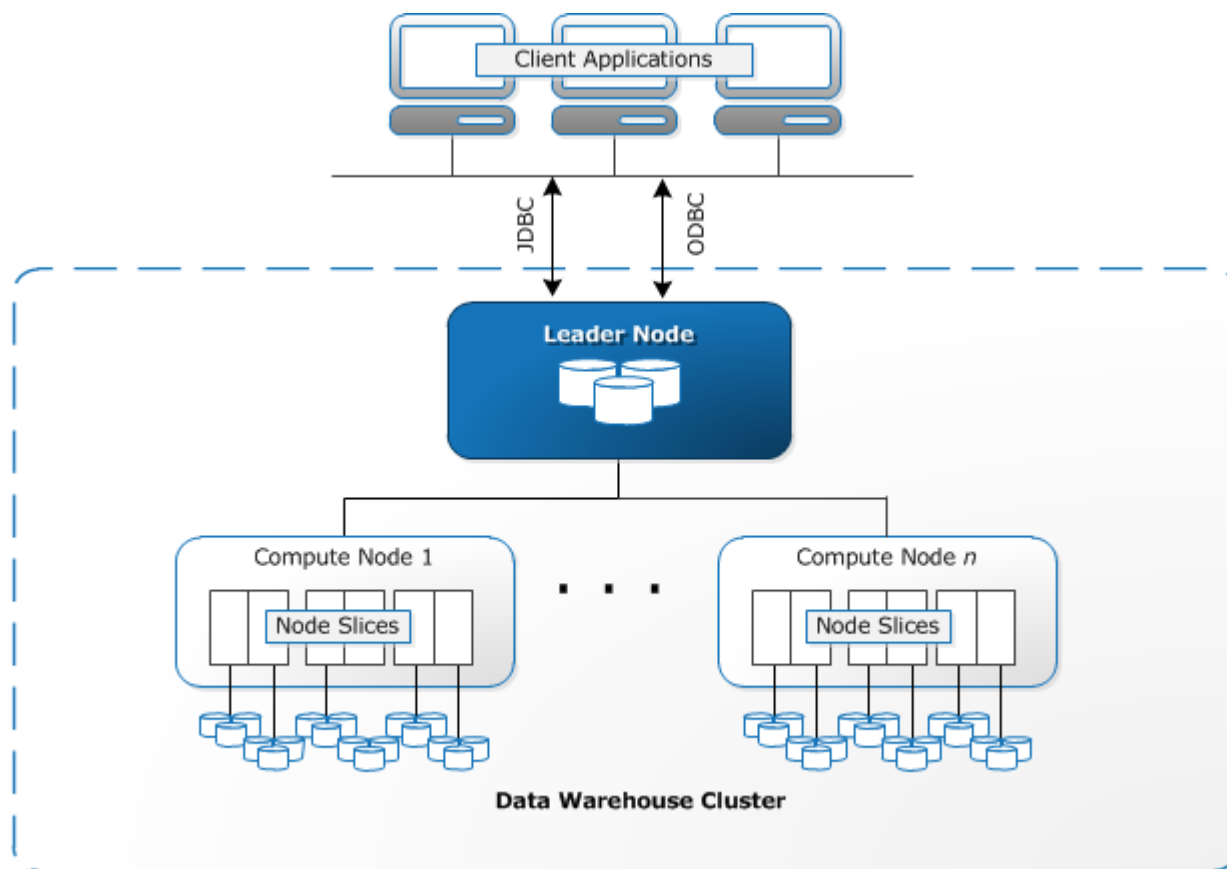 Client Applications
JDBC
ODBC
Leader Node
Compute Node 1
Compute Node n
. . .
Node Slices
Node Slices
Data Warehouse Cluster